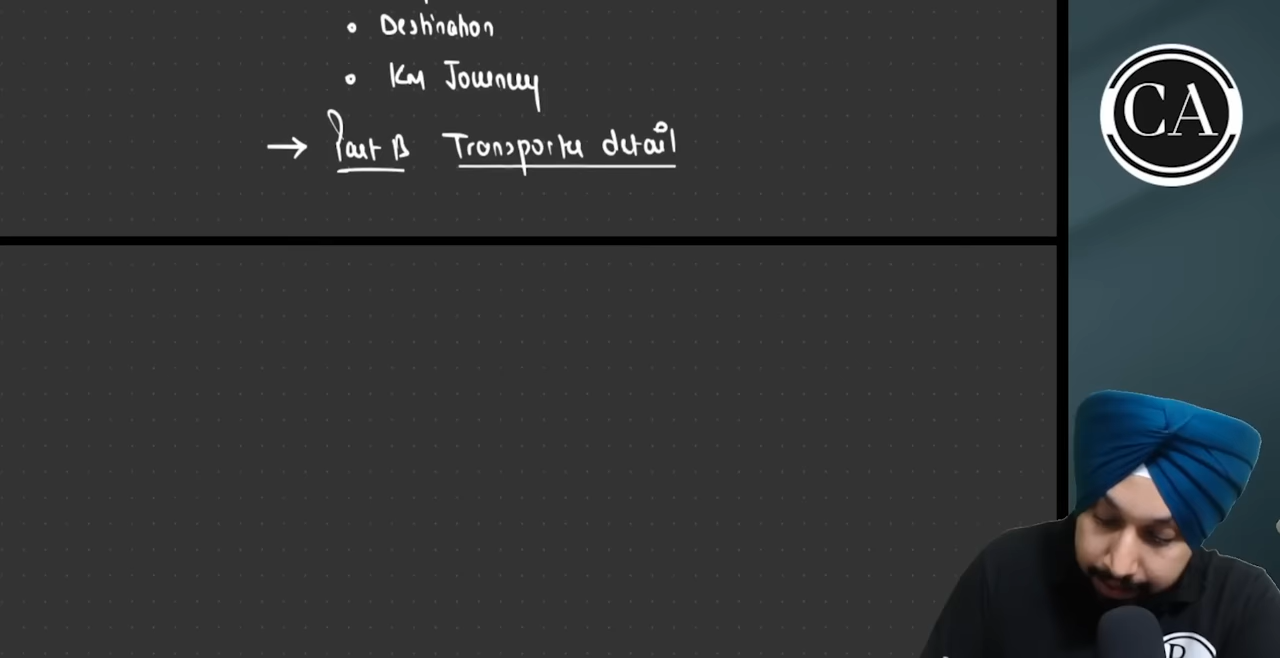 • Destination
• Km Journey
→ Part B Transporter detail
CA
P